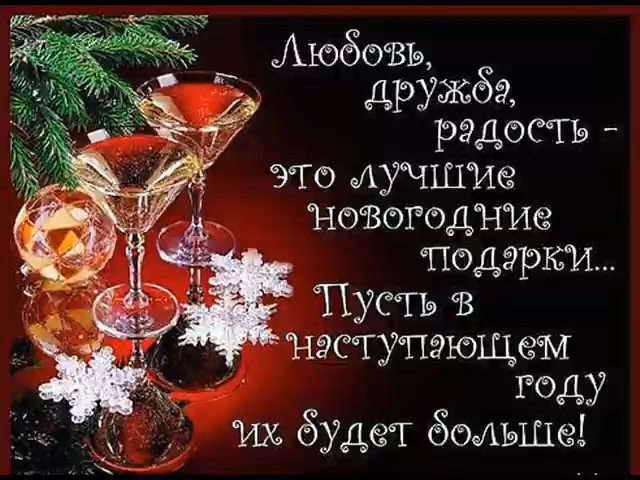 Любовь,
дружба,
радость -
это лучшие
новогодние
подарки...
Пусть в
наступающем
году
их будет больше!